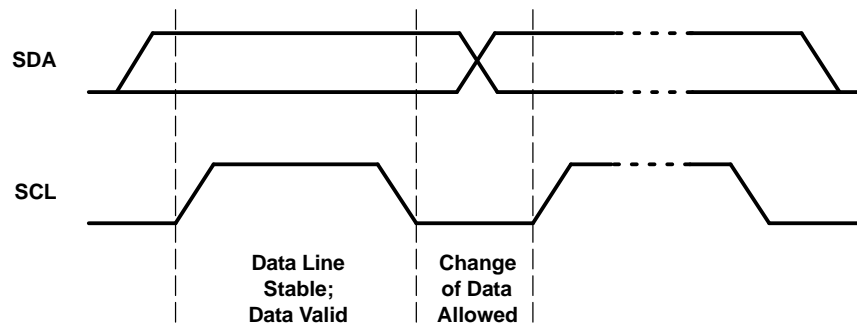 SDA
SCL
Data Line
Stable;
Data Valid
Change
of Data
Allowed